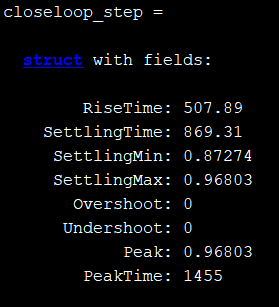 closeloop_step =
struct with fields:
RiseTime: 507.89
SettlingTime: 869.31
SettlingMin: 0.87274
SettlingMax: 0.96803
Overshoot: 0
Undershoot: 0
Peak: 0.96803
PeakTime: 1455